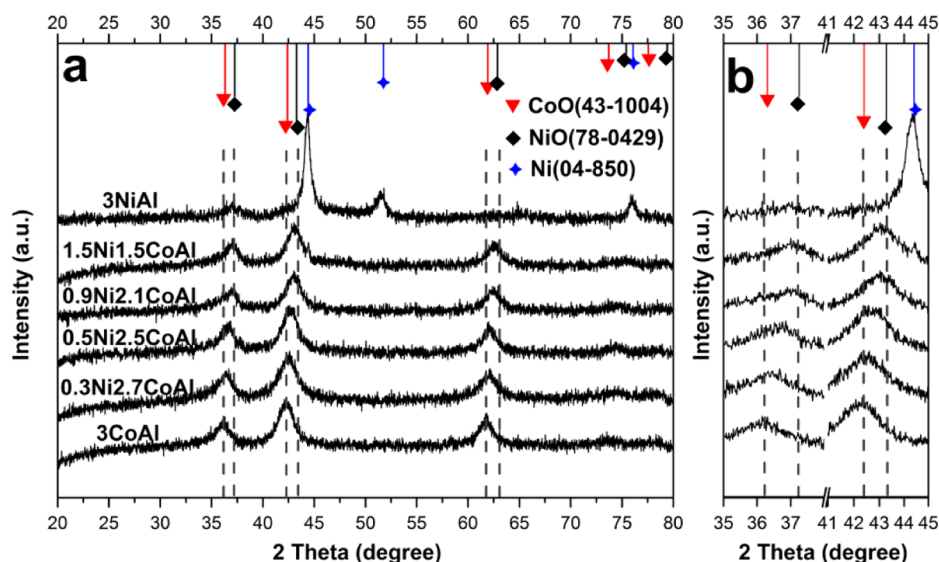 20 25 30 35 40 45 50 55 60 65 70 75 80
a
CoO(43-1004)
NiO(78-0429)
Ni(04-850)
3NiAl
1.5Ni1.5CoAl
0.9Ni2.1CoAl
0.5Ni2.5CoAl
0.3Ni2.7CoAl
3CoAl
Intensity (a.u.)
20 25 30 35 40 45 50 55 60 65 70 75 80
2 Theta (degree)
35 36 37 41 42 43 44 45
b
Intensity (a.u.)
35 36 37 41 42 43 44 45
2 Theta (degree)